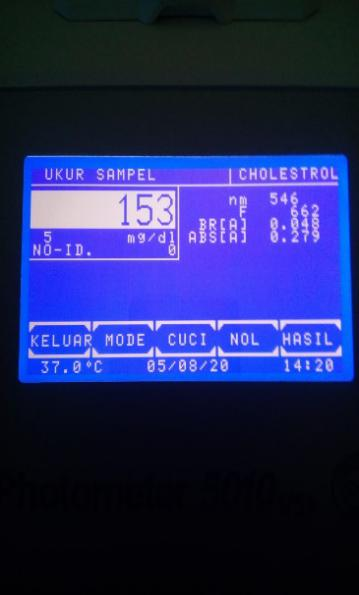 UKUR SAMPEL CHOLESTROL
153 nm 546
F 662
BR[A] 0.048
5 mg/dl ABS[A] 0.279
NO-ID. 0
KELUAR MODE CUCI NOL HASIL
37.0°C 05/08/20 14:20
Photometer 5010